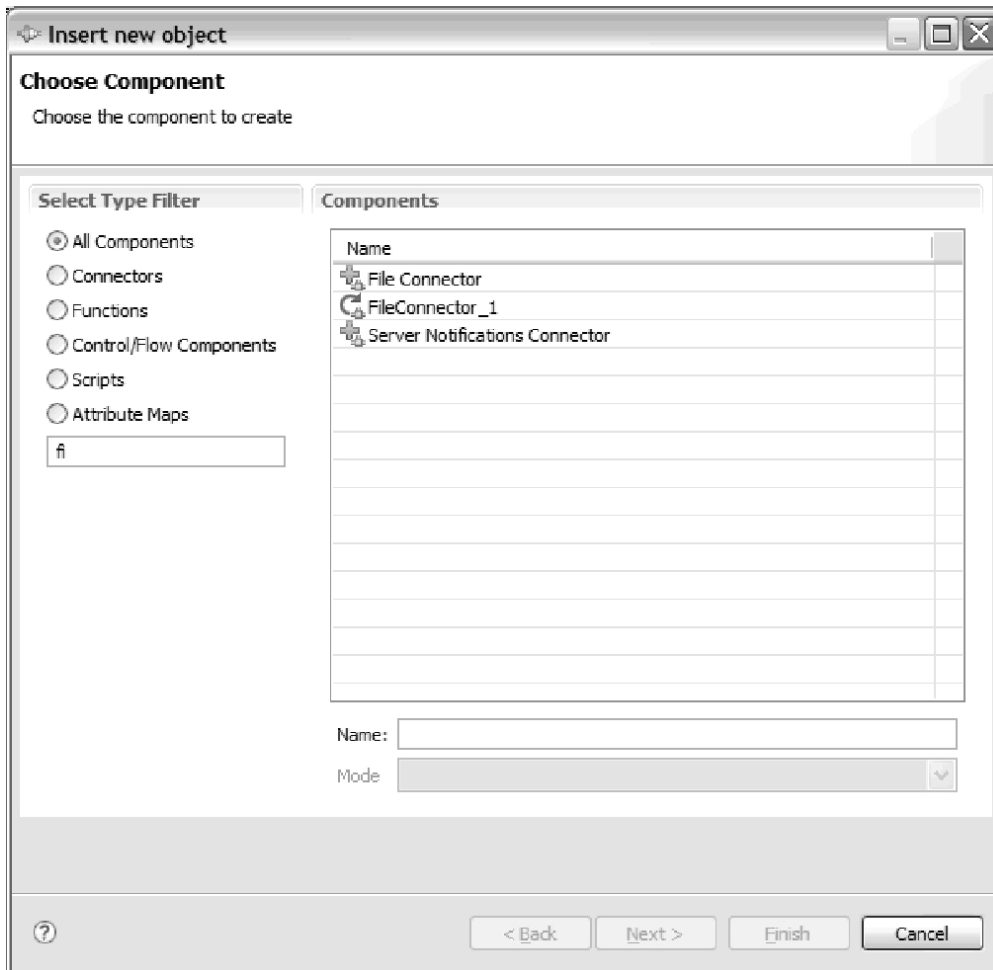 Insert new object
Choose Component
Choose the component to create
Select Type Filter
All Components
Connectors
Functions
Control/Flow Components
Scripts
Attribute Maps
fi
Components
Name
File Connector
FileConnector_1
Server Notifications Connector
Name:
Mode
?
< Back
Next >
Finish
Cancel